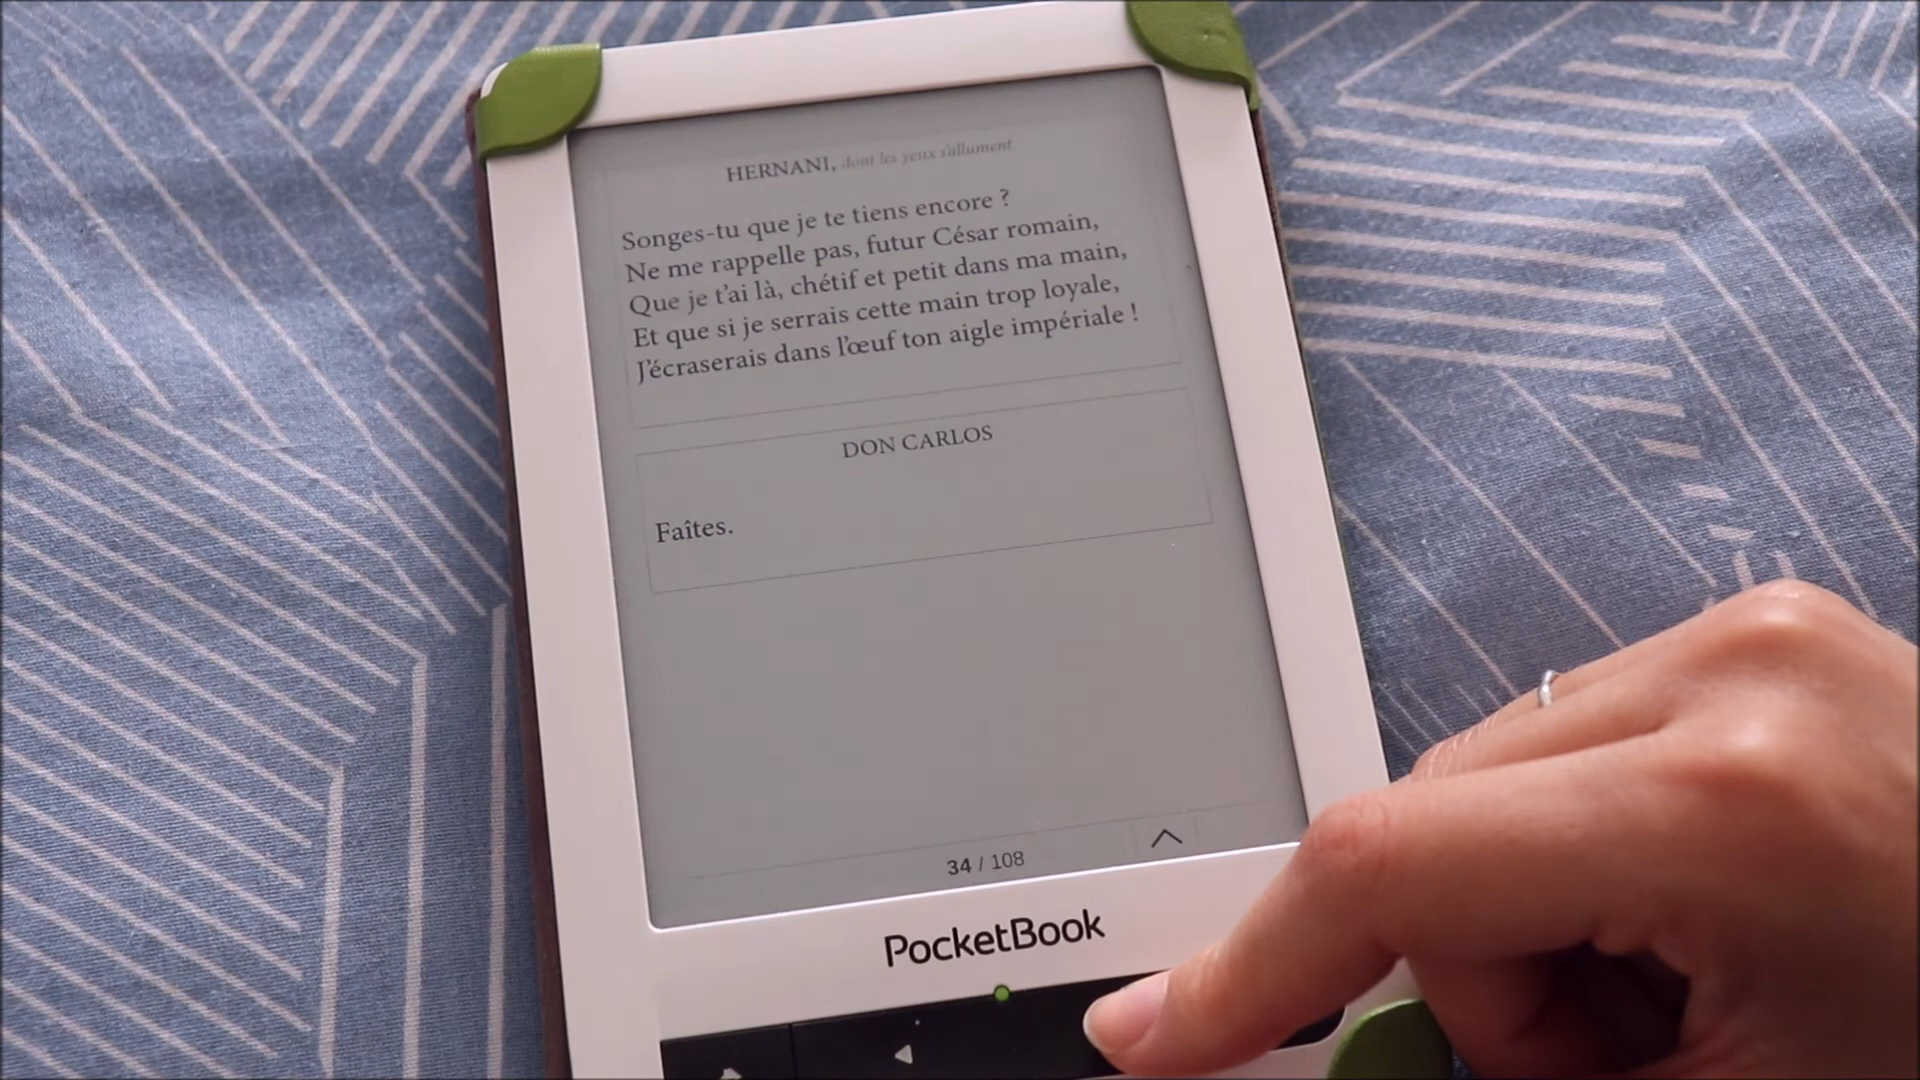 HERNANI, dont les yeux s'allument.
Songes-tu que je te tiens encore ?
Ne me rappelle pas, futur César romain,
Que je t'ai là, chétif et petit dans ma main,
Et que si je serrais cette main trop loyale,
J'écraserais dans l'œuf ton aigle impériale !
DON CARLOS
Faîtes.
34 / 108
PocketBook